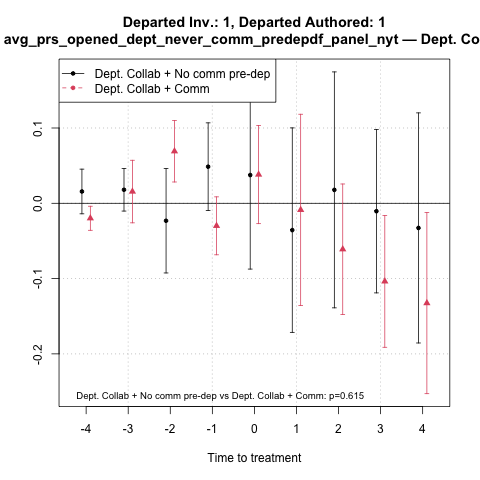 Departed Inv.: 1, Departed Authored: 1
avg_prs_opened_dept_never_comm_predepdf_panel_nyt — Dept. Co
Dept. Collab + No comm pre-dep
Dept. Collab + Comm
0.1
0.0
-0.1
-0.2
Dept. Collab + No comm pre-dep vs Dept. Collab + Comm: p=0.615
-4 -3 -2 -1 0 1 2 3 4
Time to treatment